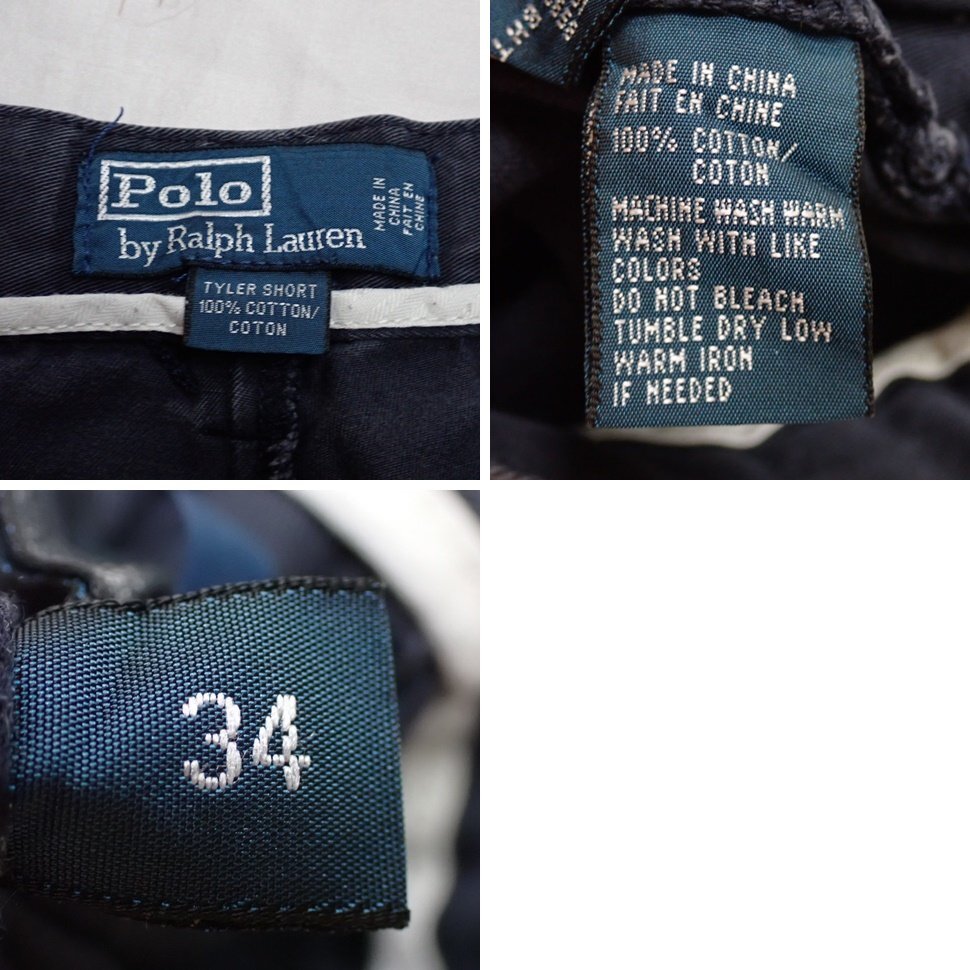 Polo
by Ralph Lauren
MADE IN
CHINA
FAIT EN
CHINE
TYLER SHORT
100% COTTON/
COTON
MADE IN CHINA
FAIT EN CHINE
100% COTTON/
COTON
MACHINE WASH WARM
WASH WITH LIKE
COLORS
DO NOT BLEACH
TUMBLE DRY LOW
WARM IRON
IF NEEDED
34